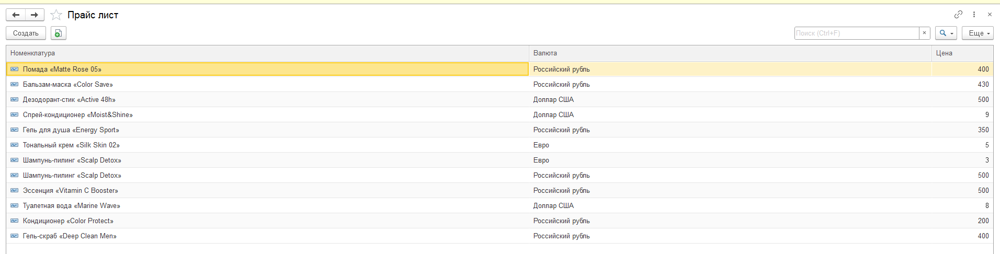 Прайс лист
Создать
Поиск (Ctrl+F) × Еще
Номенклатура Валюта Цена
Помада «Matte Rose 05» Российский рубль 400
Бальзам-маска «Color Save» Российский рубль 430
Дезодорант-стик «Active 48h» Доллар США 500
Спрей-кондиционер «Moist&Shine» Доллар США 9
Гель для душа «Energy Sport» Российский рубль 350
Тональный крем «Silk Skin 02» Евро 5
Шампунь-пилинг «Scalp Detox» Евро 3
Шампунь-пилинг «Scalp Detox» Российский рубль 500
Эссенция «Vitamin C Booster» Российский рубль 500
Туалетная вода «Marine Wave» Доллар США 8
Кондиционер «Color Protect» Российский рубль 200
Гель-скраб «Deep Clean Men» Российский рубль 400